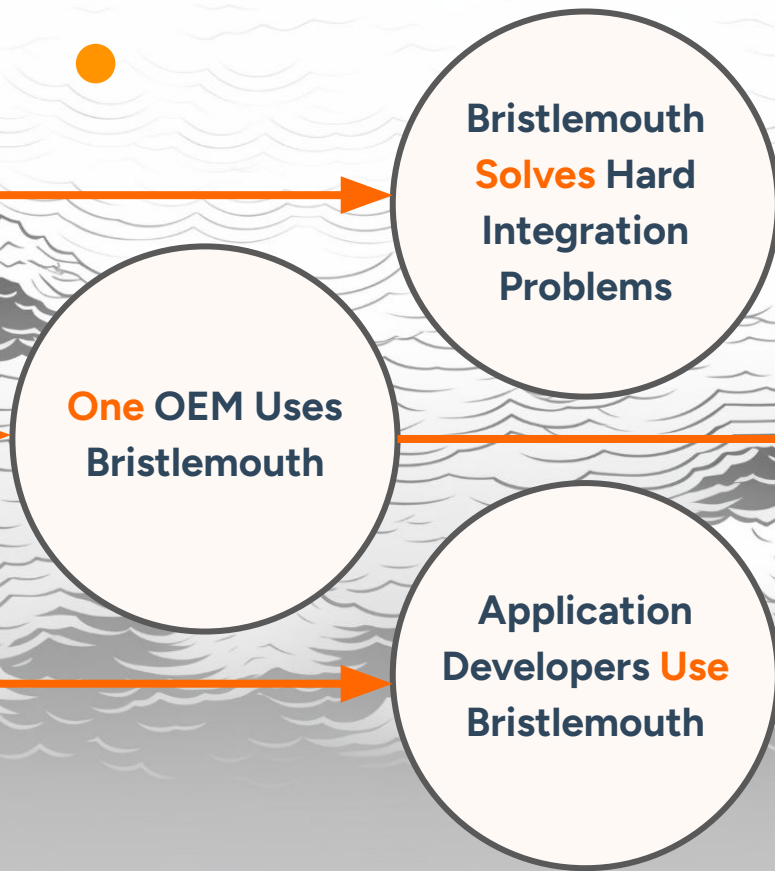 Bristlemouth
Solves Hard
Integration
Problems
One OEM Uses
Bristlemouth
Application
Developers Use
Bristlemouth